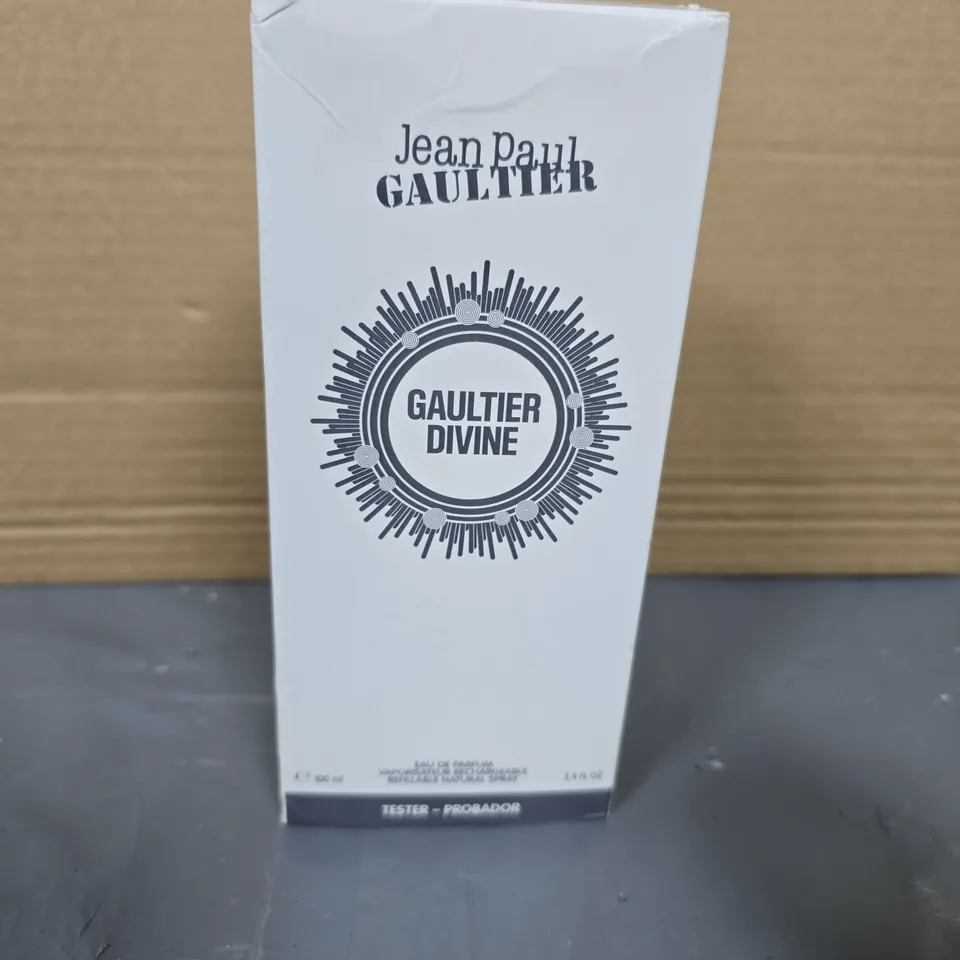 Jean Paul
GAULTIER
GAULTIER
DIVINE
EAU DE PARFUM
VAPORISATEUR RECHARGEABLE
REFILLABLE NATURAL SPRAY
100 ml
3.4 FL OZ
TESTER – PROBADOR